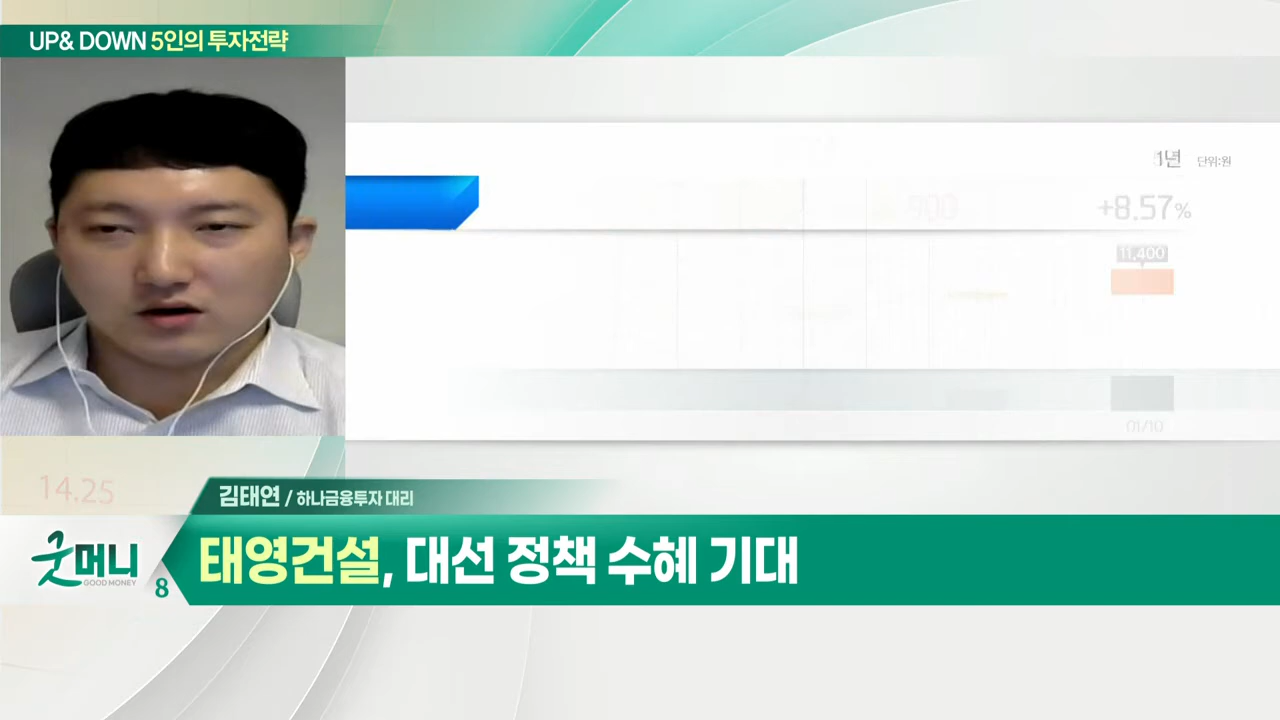 UP& DOWN 5인의 투자전략
1년 단위:원
900 +8.57%
11,400
01/10
14.25
김태연 / 하나금융투자 대리
굿머니
GOOD MONEY
8
태영건설, 대선 정책 수혜 기대